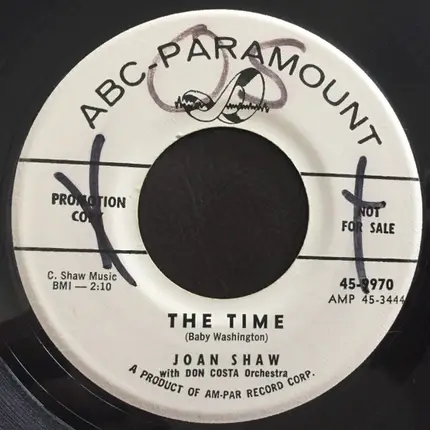 ABC-PARAMOUNT
PROMOTION
COPY
NOT
FOR SALE
C. Shaw Music
BMI — 2:10
45-9970
AMP 45-3444
THE TIME
(Baby Washington)
JOAN SHAW
with DON COSTA Orchestra
A PRODUCT OF AM-PAR RECORD CORP.